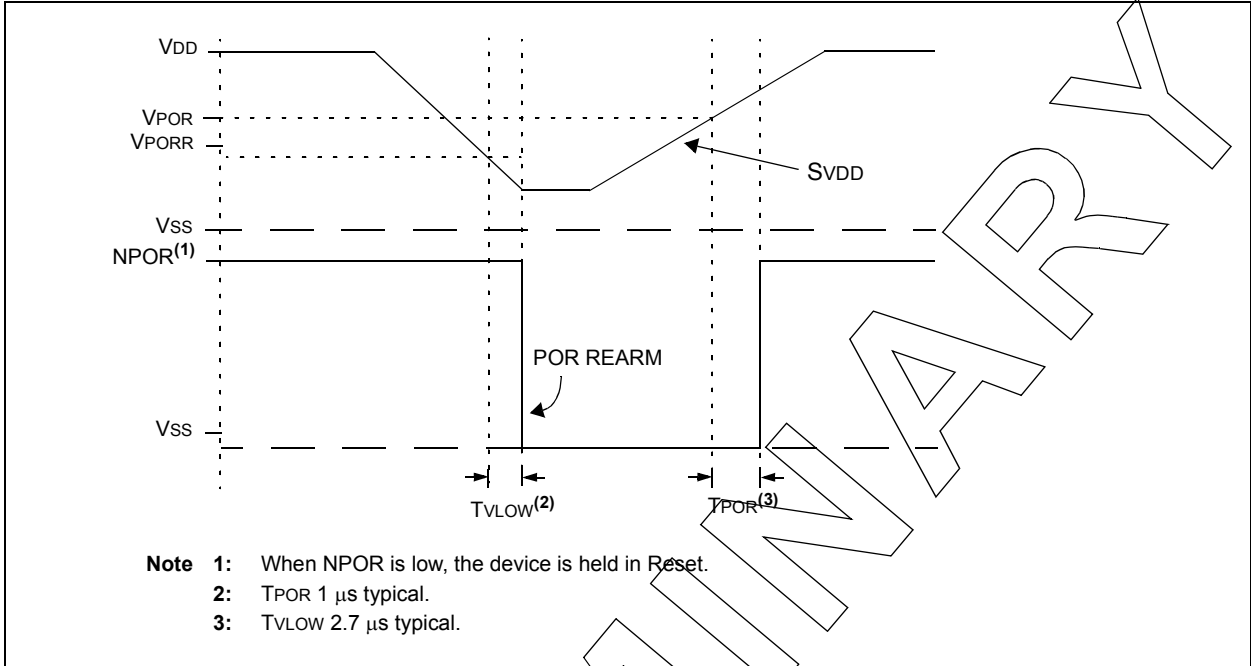 VDD
VPOR
VPORR
SVDD
VSS
NPOR(1)
POR REARM
VSS
TVLOW(2) TPOR(3)
Note 1: When NPOR is low, the device is held in Reset.
2: TPOR 1 μs typical.
3: TVLOW 2.7 μs typical.
INARY